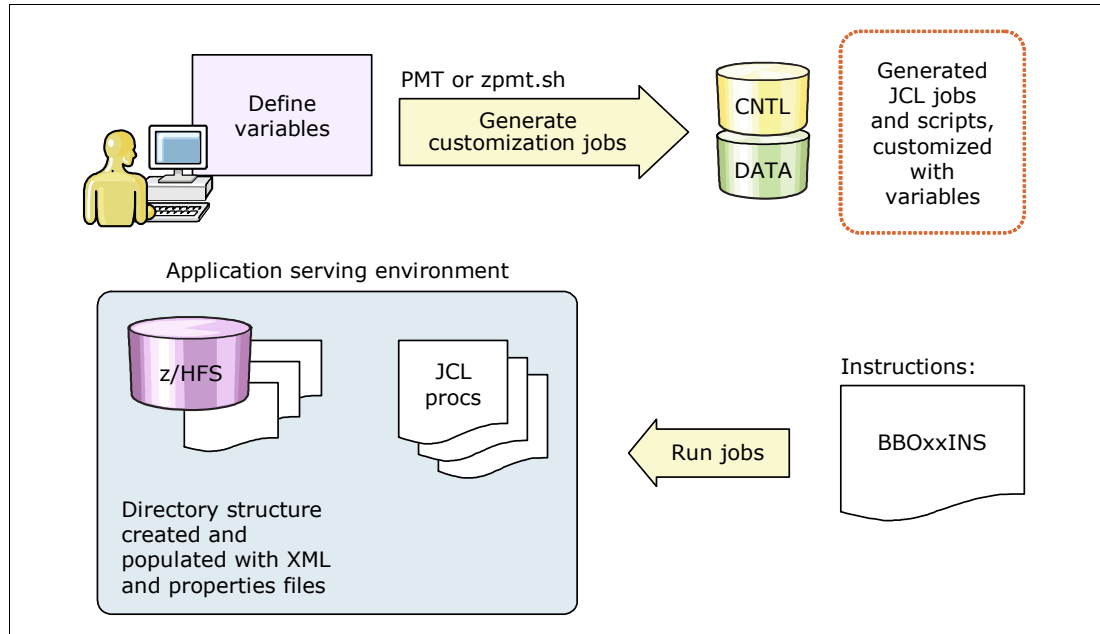 Define
variables
PMT or zpmt.sh
Generate
customization jobs
CNTL
DATA
Generated
JCL jobs
and scripts,
customized
with
variables
Application serving environment
z/HFS
JCL
procs
Directory structure
created and
populated with XML
and properties files
Run jobs
Instructions:
BBOxxINS